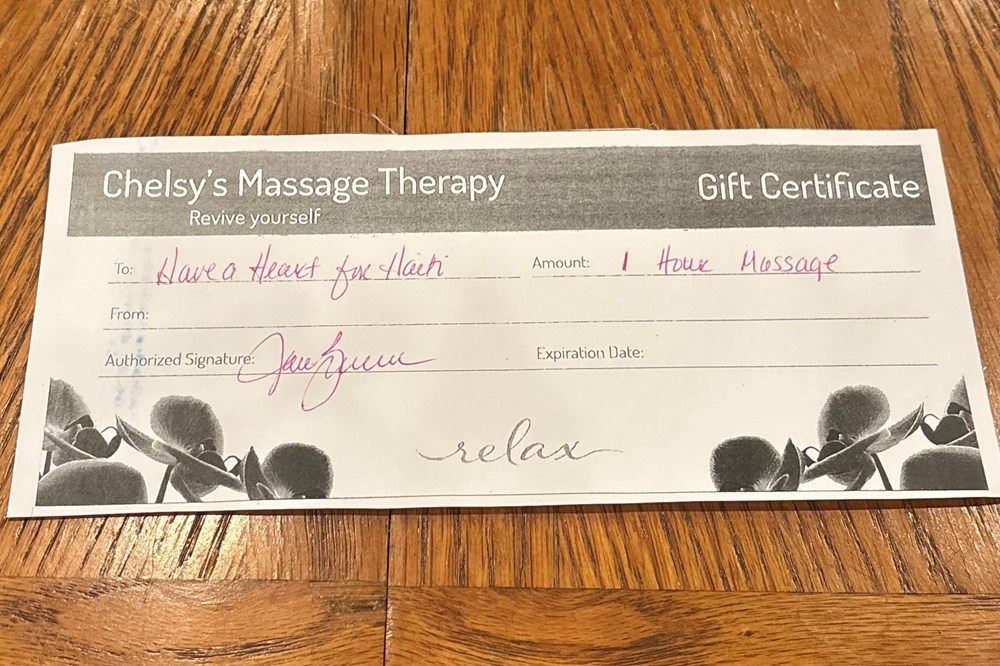 Chelsy's Massage Therapy Gift Certificate
Revive yourself
To: Have a Heart for Haiti Amount: 1 Hour Massage
From:
Authorized Signature: Expiration Date:
relax